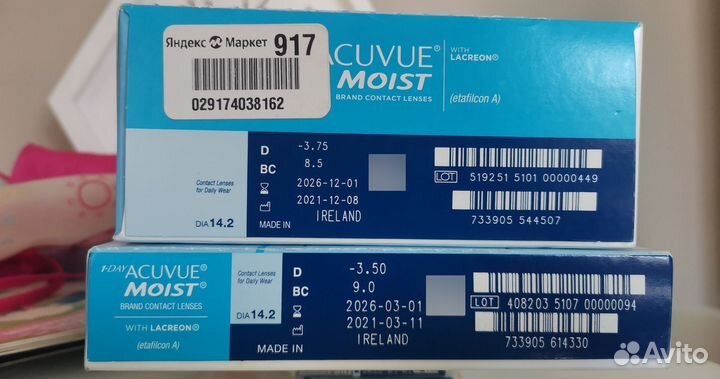 Яндекс Маркет 917
029174038162
ACUVUE®
MOIST
BRAND CONTACT LENSES
WITH
LACREON®
(etafilcon A)
Contact Lenses
for Daily Wear
DIA 14.2
D -3.75
BC 8.5
2026-12-01
2021-12-08
MADE IN IRELAND
LOT 519251 5101 00000449
733905 544507
1-DAY ACUVUE®
MOIST®
BRAND CONTACT LENSES
WITH LACREON®
(etafilcon A)
Contact Lenses
for Daily Wear
DIA 14.2
D -3.50
BC 9.0
2026-03-01
2021-03-11
MADE IN IRELAND
LOT 408203 5107 00000094
733905 614330
Avito